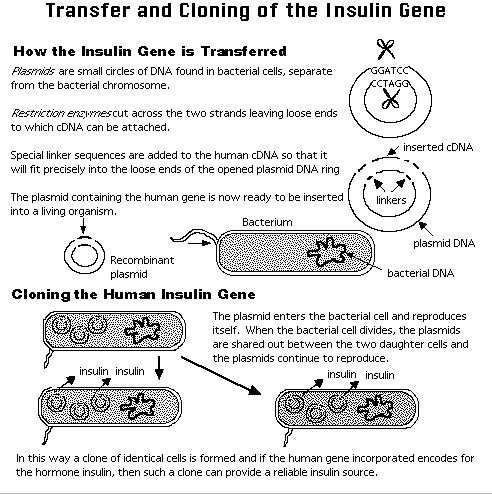 Transfer and Cloning of the Insulin Gene
How the Insulin Gene is Transferred
Plasmids are small circles of DNA found in bacterial cells, separate
from the bacterial chromosome.
GGATCC
CCTAGG
Restriction enzymes cut across the two strands leaving loose ends
to which cDNA can be attached.
inserted cDNA
Special linker sequences are added to the human cDNA so that it
will fit precisely into the loose ends of the opened plasmid DNA ring
linkers
The plasmid containing the human gene is now ready to be inserted
into a living organism.
Bacterium
plasmid DNA
Recombinant
plasmid
bacterial DNA
Cloning the Human Insulin Gene
The plasmid enters the bacterial cell and reproduces
itself. When the bacterial cell divides, the plasmids
are shared out between the two daughter cells and
the plasmids continue to reproduce.
insulin insulin
insulin insulin
In this way a clone of identical cells is formed and if the human gene incorporated encodes for
the hormone insulin, then such a clone can provide a reliable insulin source.